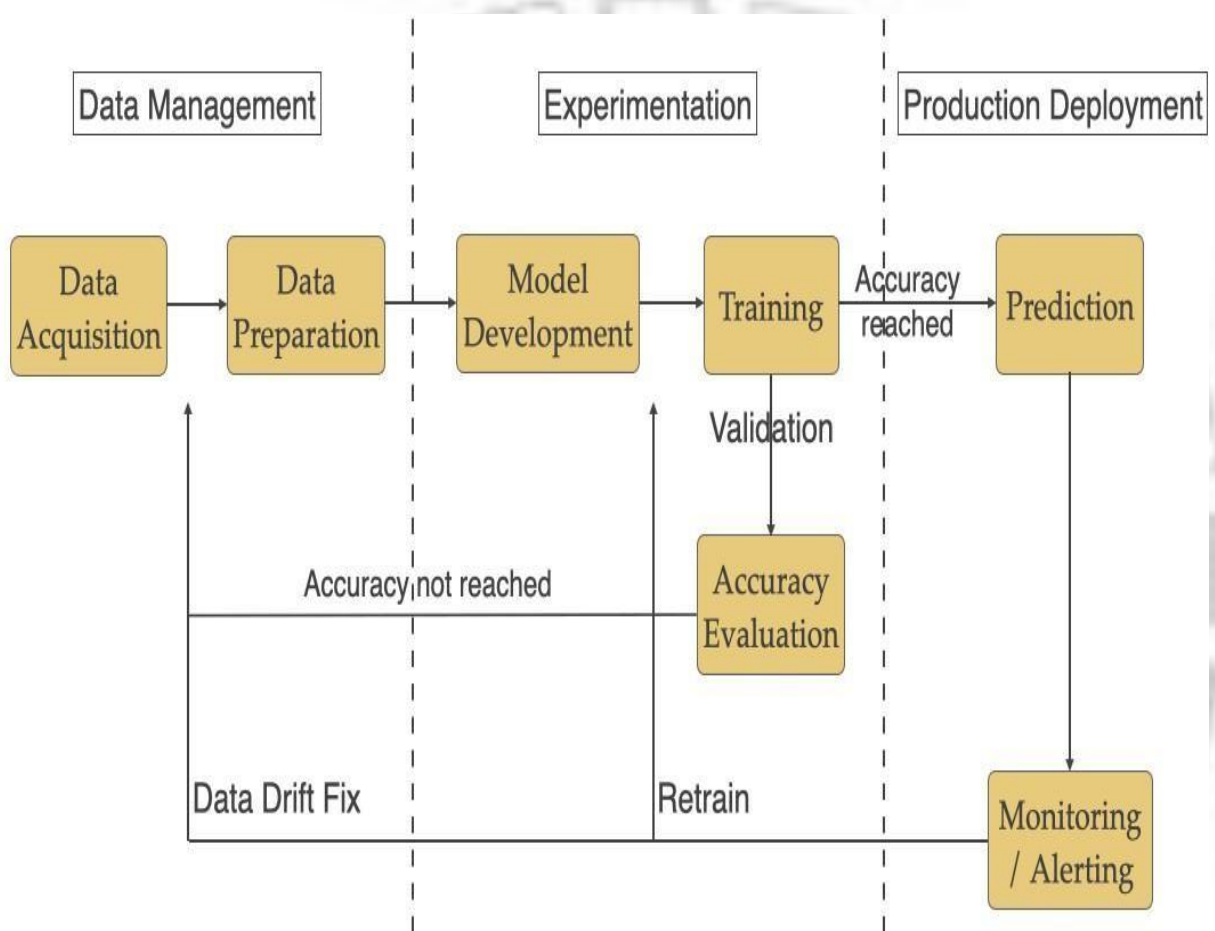 Data Management
Experimentation
Production Deployment
Data
Acquisition
Data
Preparation
Model
Development
Training
Accuracy
reached
Prediction
Validation
Accuracy not reached
Accuracy
Evaluation
Data Drift Fix
Retrain
Monitoring
/ Alerting